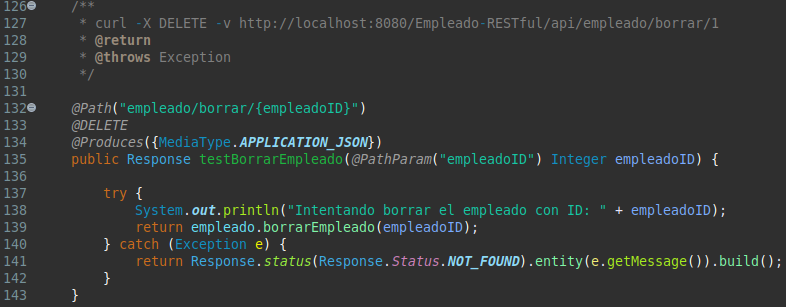 126 /**
127  * curl -X DELETE -v http://localhost:8080/Empleado-RESTful/api/empleado/borrar/1
128  * @return
129  * @throws Exception
130  */
131
132 @Path("empleado/borrar/{empleadoID}")
133 @DELETE
134 @Produces({MediaType.APPLICATION_JSON})
135 public Response testBorrarEmpleado(@PathParam("empleadoID") Integer empleadoID) {
136
137     try {
138         System.out.println("Intentando borrar el empleado con ID: " + empleadoID);
139         return empleado.borrarEmpleado(empleadoID);
140     } catch (Exception e) {
141         return Response.status(Response.Status.NOT_FOUND).entity(e.getMessage()).build();
142     }
143 }